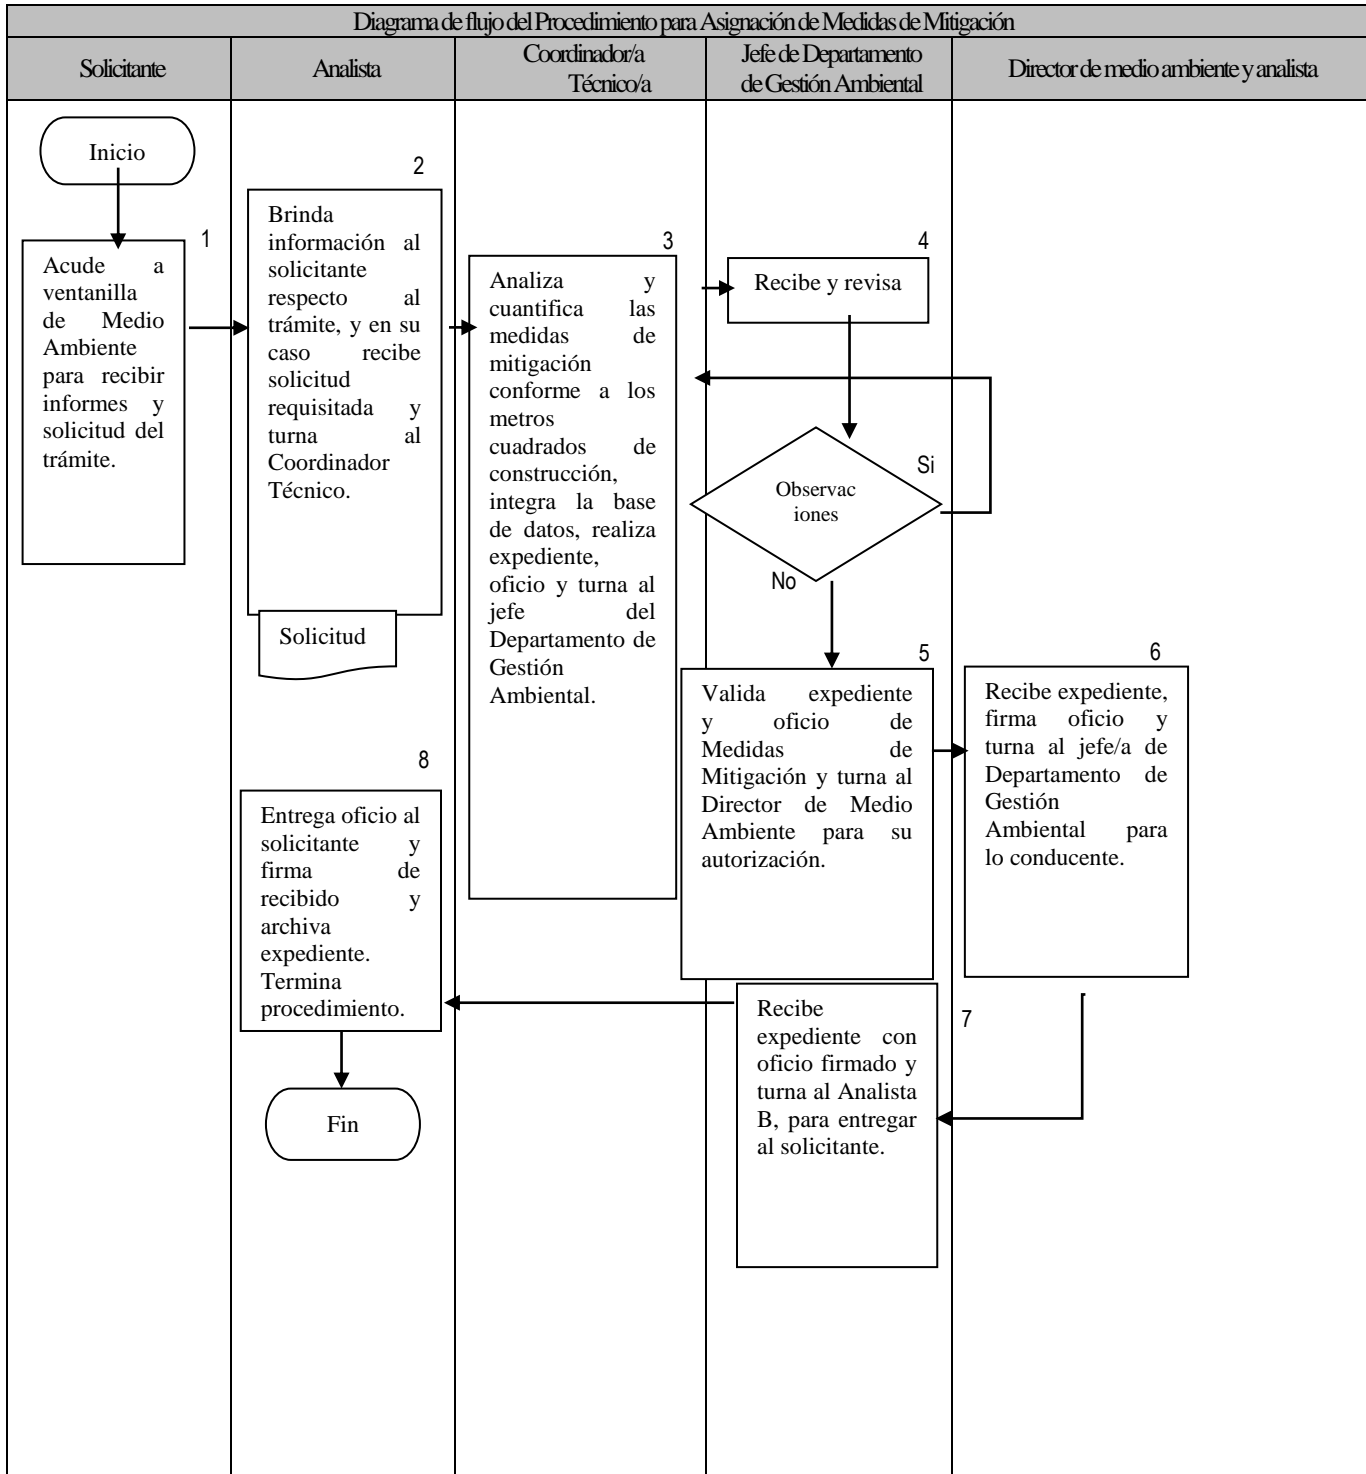 Diagrama de flujo del Procedimiento para Asignación de Medidas de Mitigación
Solicitante
Analista
Coordinador/a
Técnico/a
Jefe de Departamento
de Gestión Ambiental
Director de medio ambiente y analista
Inicio
1
Acude a
ventanilla
de Medio
Ambiente
para recibir
informes y
solicitud del
trámite.
2
Brinda
información al
solicitante
respecto al
trámite, y en su
caso recibe
solicitud
requisitada y
turna al
Coordinador
Técnico.
Solicitud
3
Analiza y
cuantifica las
medidas de
mitigación
conforme a los
metros
cuadrados de
construcción,
integra la base
de datos, realiza
expediente,
oficio y turna al
jefe del
Departamento de
Gestión
Ambiental.
4
Recibe y revisa
Observac
iones
Si
No
5
Valida expediente
y oficio de
Medidas de
Mitigación y turna al
Director de Medio
Ambiente para su
autorización.
6
Recibe expediente,
firma oficio y
turna al jefe/a de
Departamento de
Gestión
Ambiental para
lo conducente.
7
Recibe
expediente con
oficio firmado y
turna al Analista
B, para entregar
al solicitante.
8
Entrega oficio al
solicitante y
firma de
recibido y
archiva
expediente.
Termina
procedimiento.
Fin